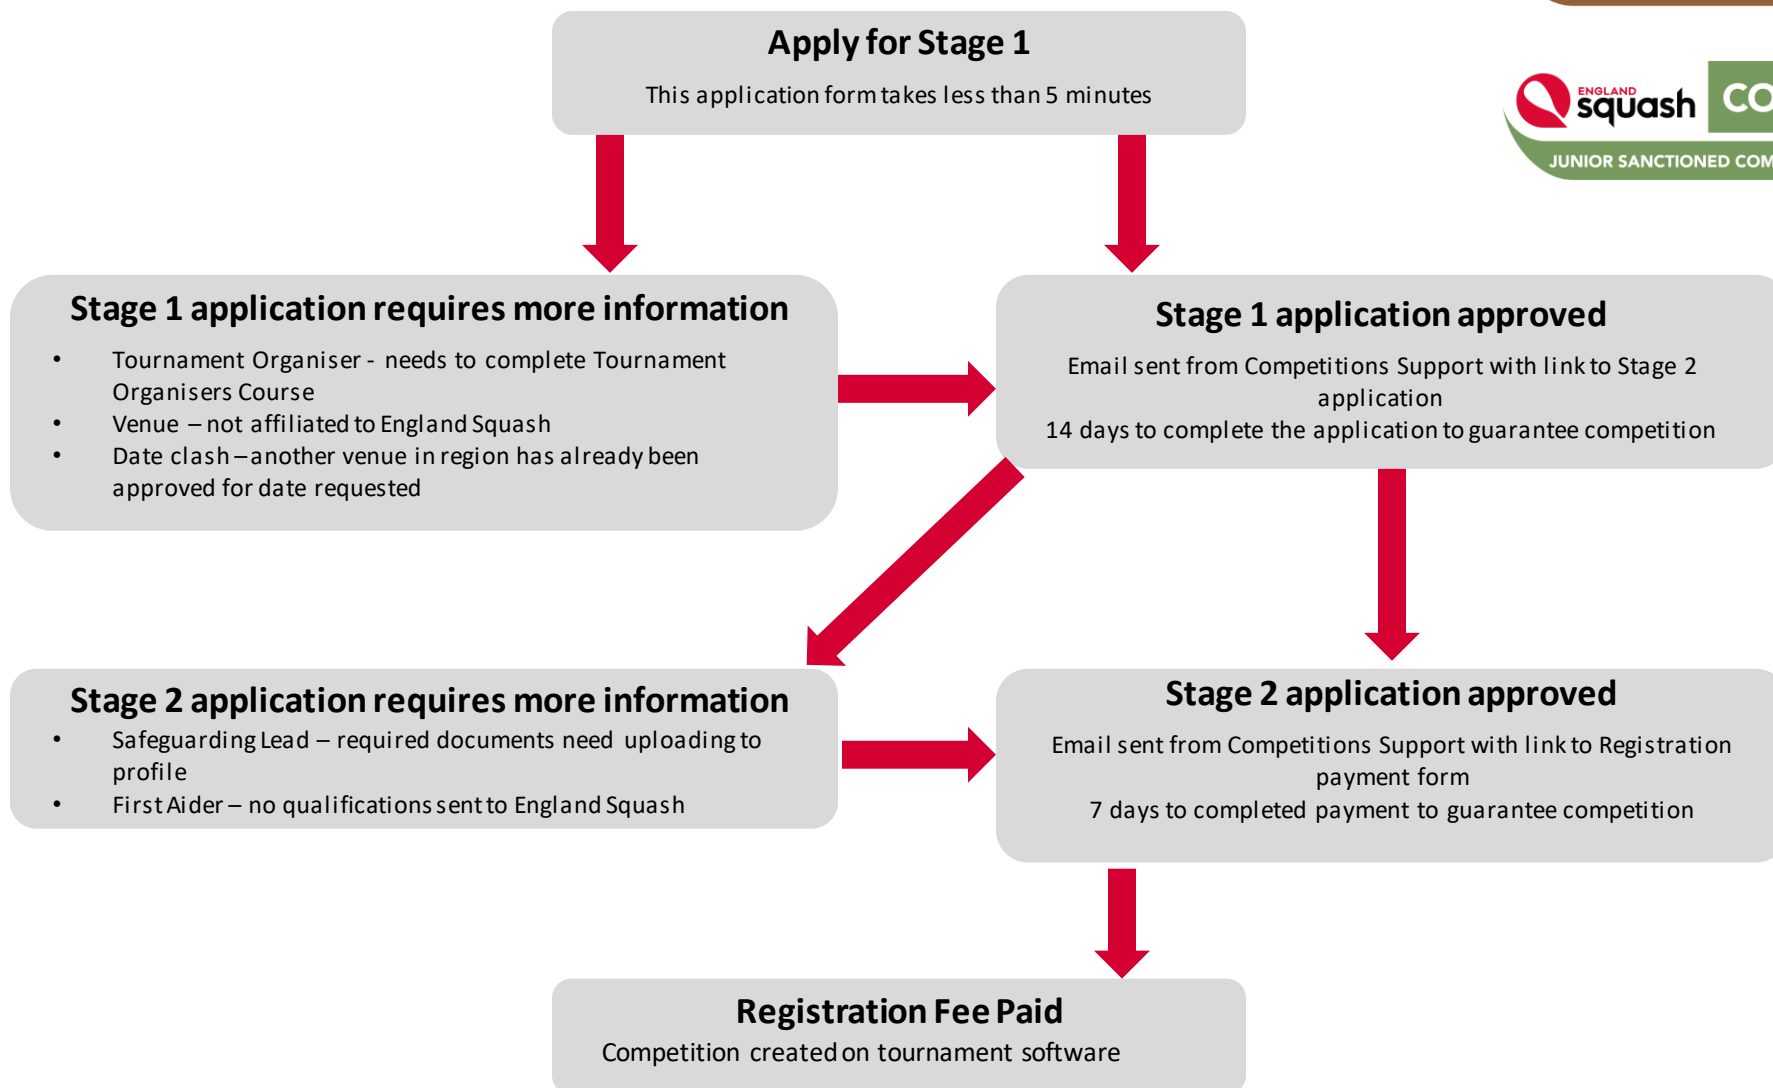 Apply for Stage 1
This application form takes less than 5 minutes
ENGLAND
squash
CO
JUNIOR SANCTIONED COM
Stage 1 application requires more information
• Tournament Organiser - needs to complete Tournament
Organisers Course
• Venue – not affiliated to England Squash
• Date clash – another venue in region has already been
approved for date requested
Stage 1 application approved
Email sent from Competitions Support with link to Stage 2
application
14 days to complete the application to guarantee competition
Stage 2 application requires more information
• Safeguarding Lead – required documents need uploading to
profile
• First Aider – no qualifications sent to England Squash
Stage 2 application approved
Email sent from Competitions Support with link to Registration
payment form
7 days to completed payment to guarantee competition
Registration Fee Paid
Competition created on tournament software